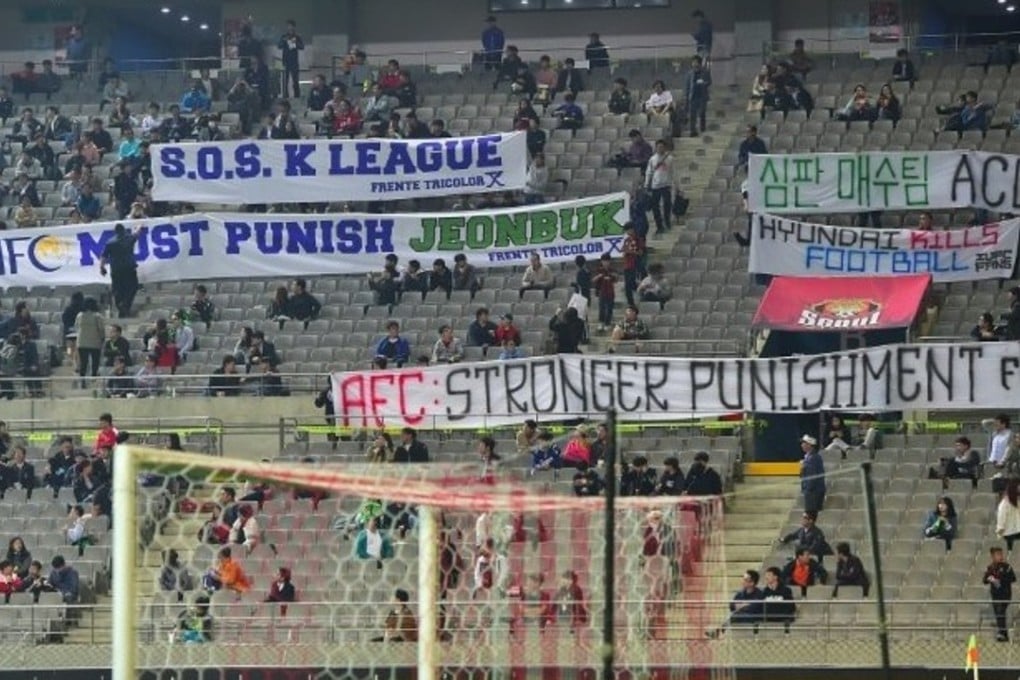 S.O.S. K LEAGUE
FRENTE TRICOLOR
MUST PUNISH JEONBUK
FRENTE TRICOLOR
심판 매수팀
HYUNDAI KILLS
FOOTBALL
Seoul
AFC: STRONGER PUNISHMENT